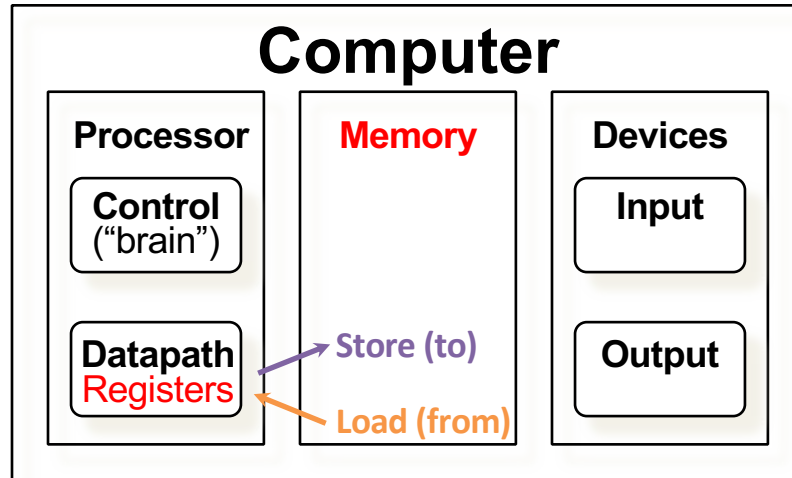 Computer
Processor
Control
(“brain”)
Datapath
Registers
Memory
Store (to)
Load (from)
Devices
Input
Output